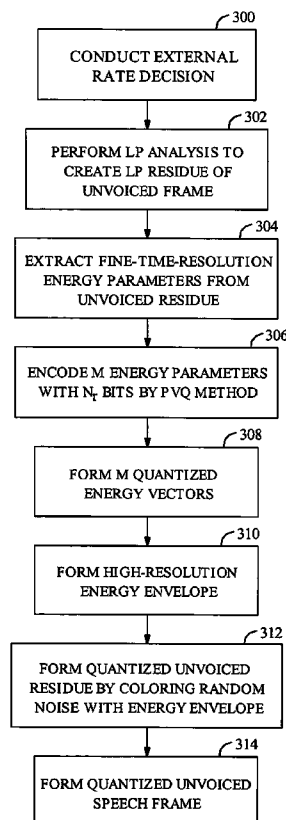 300
CONDUCT EXTERNAL
RATE DECISION
302
PERFORM LP ANALYSIS TO
CREATE LP RESIDUE OF
UNVOICED FRAME
304
EXTRACT FINE-TIME-RESOLUTION
ENERGY PARAMETERS FROM
UNVOICED RESIDUE
306
ENCODE M ENERGY PARAMETERS
WITH Nr BITS BY PVQ METHOD
308
FORM M QUANTIZED
ENERGY VECTORS
310
FORM HIGH-RESOLUTION
ENERGY ENVELOPE
312
FORM QUANTIZED UNVOICED
RESIDUE BY COLORING RANDOM
NOISE WITH ENERGY ENVELOPE
314
FORM QUANTIZED UNVOICED
SPEECH FRAME